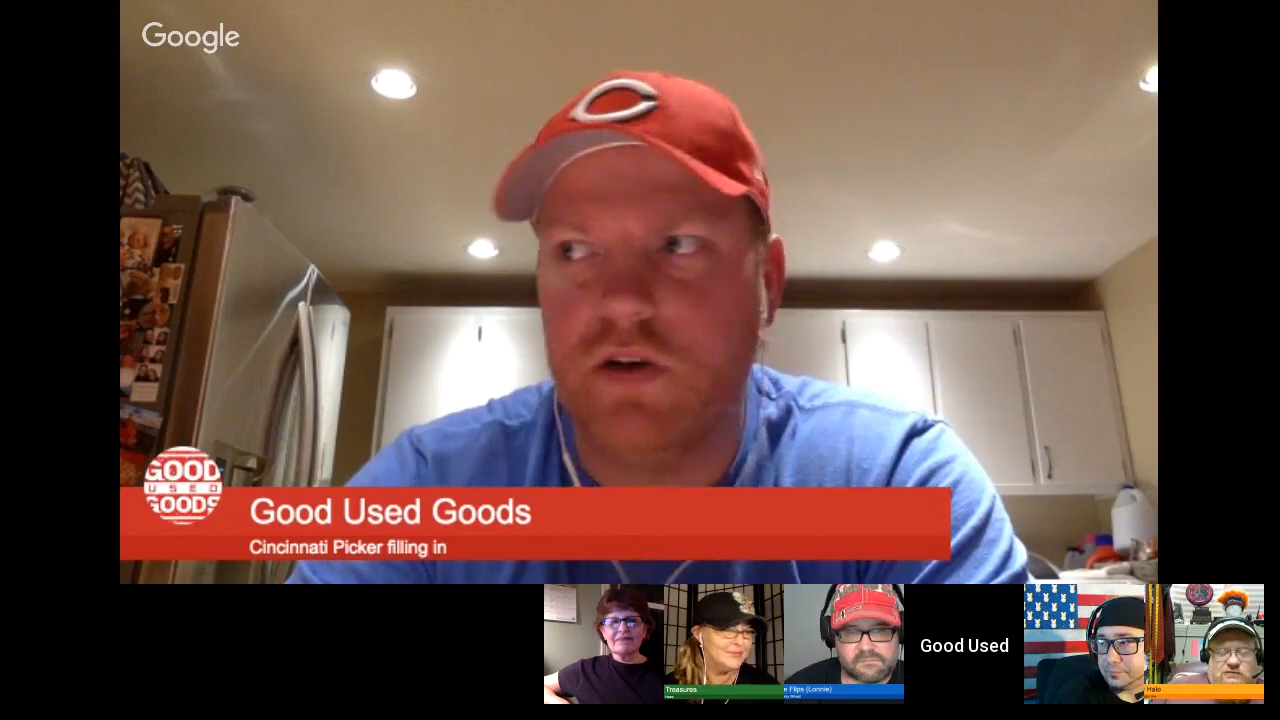 Google
GOOD
USED
GOODS
Good Used Goods
Cincinnati Picker filling in
Good Used
Treasures
e Flips (Lonnie)
Hale